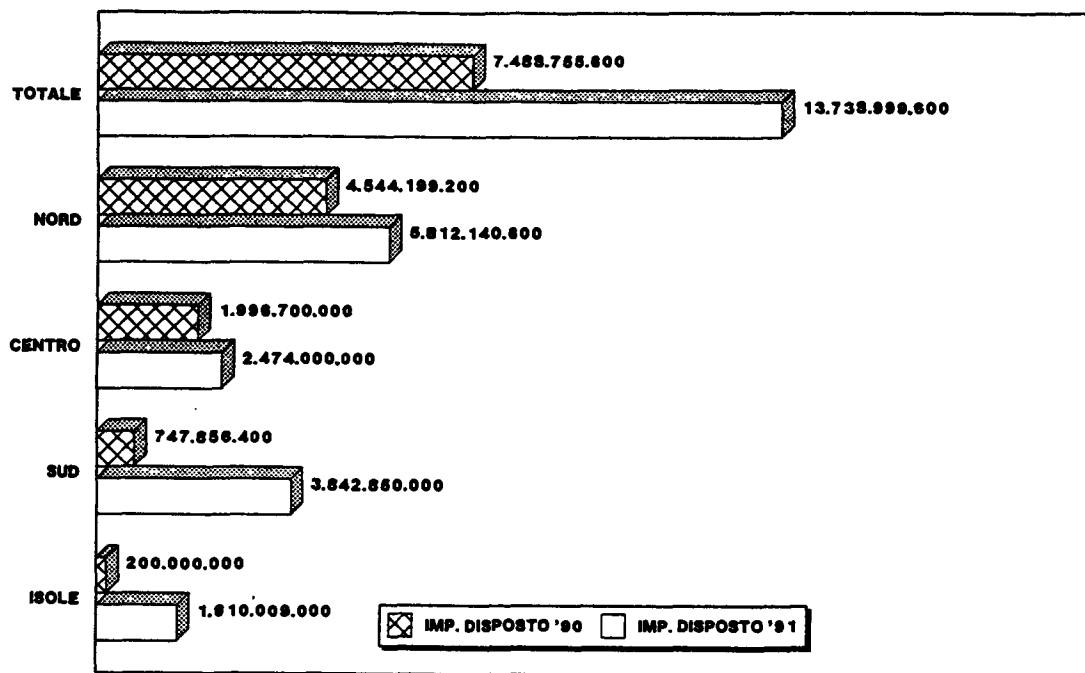 TOTALE
7.488.755.600
13.738.999.600
NORD
4.544.199.200
5.812.140.600
CENTRO
1.996.700.000
2.474.000.000
SUD
747.856.400
3.842.850.000
ISOLE
200.000.000
1.610.009.000
IMP. DISPOSTO '90 IMP. DISPOSTO '91